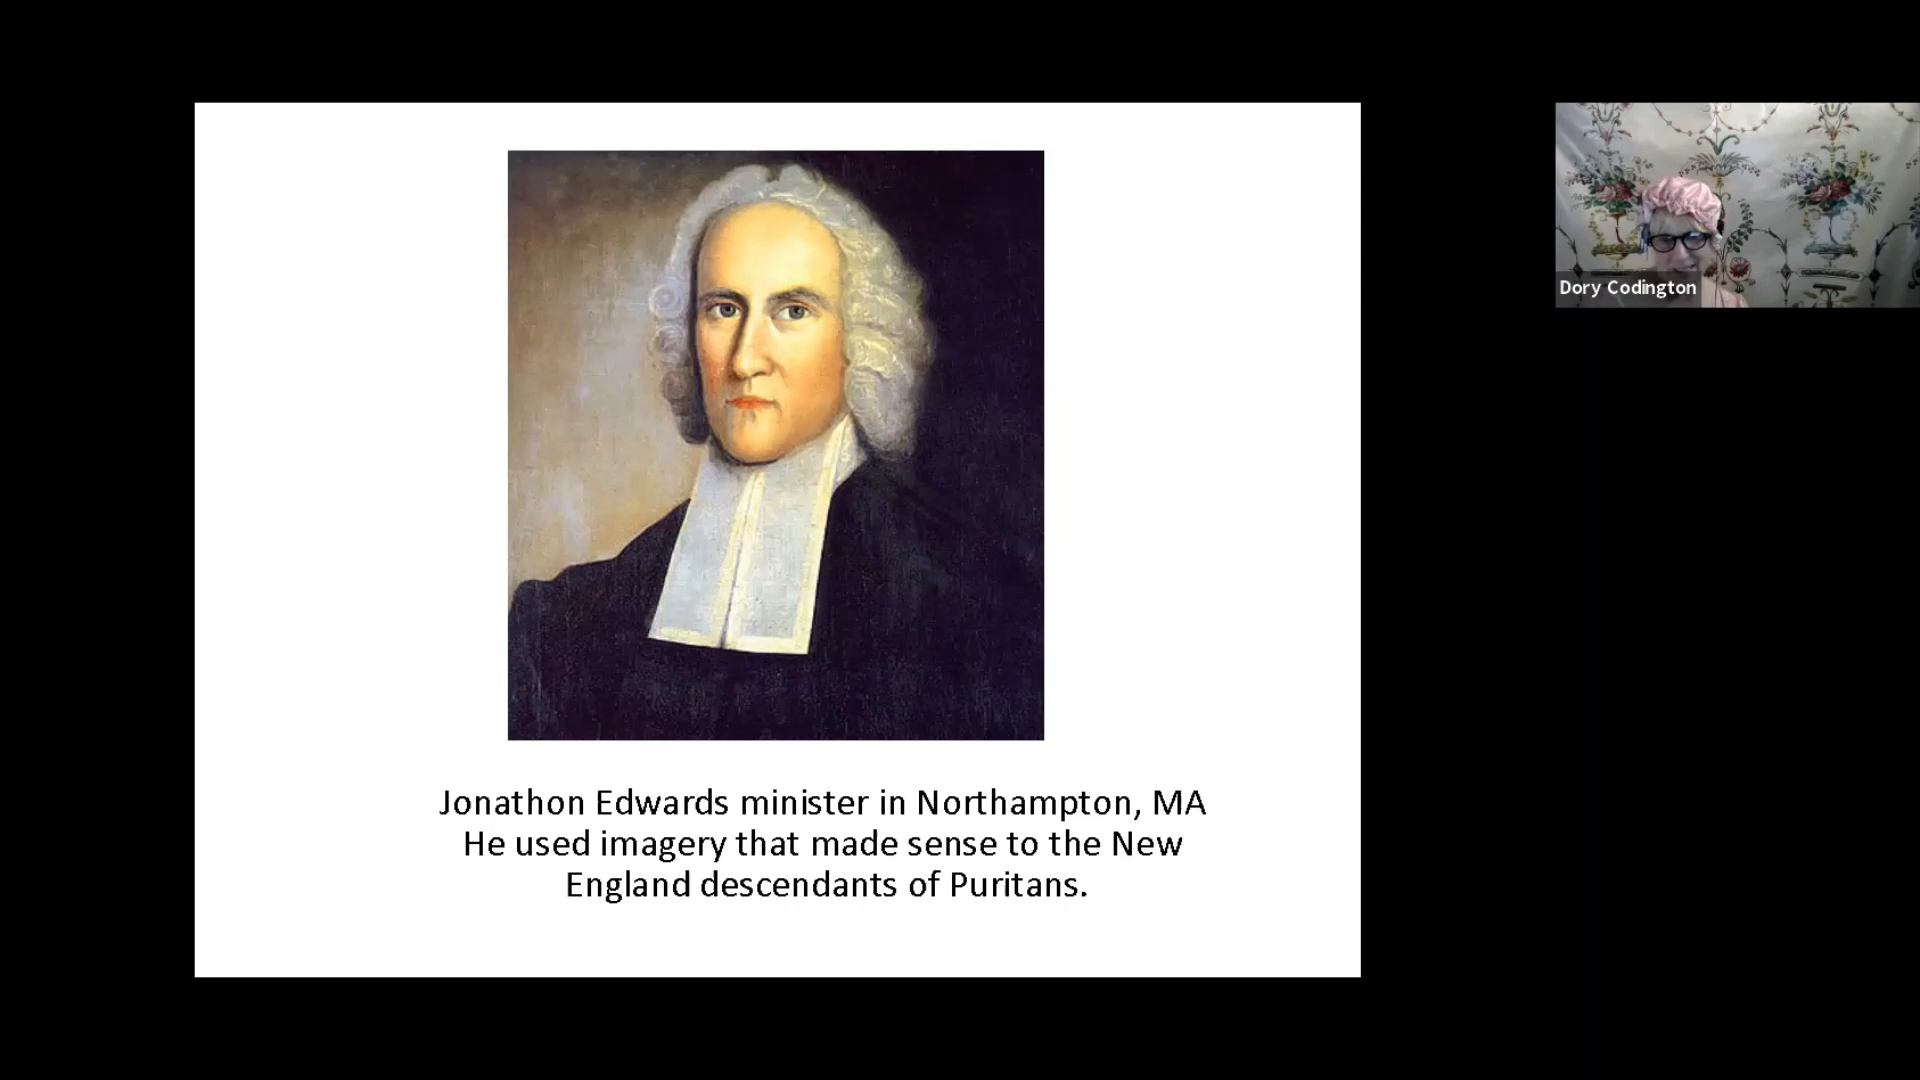 Jonathon Edwards minister in Northampton, MA
He used imagery that made sense to the New
England descendants of Puritans.
Dory Codington